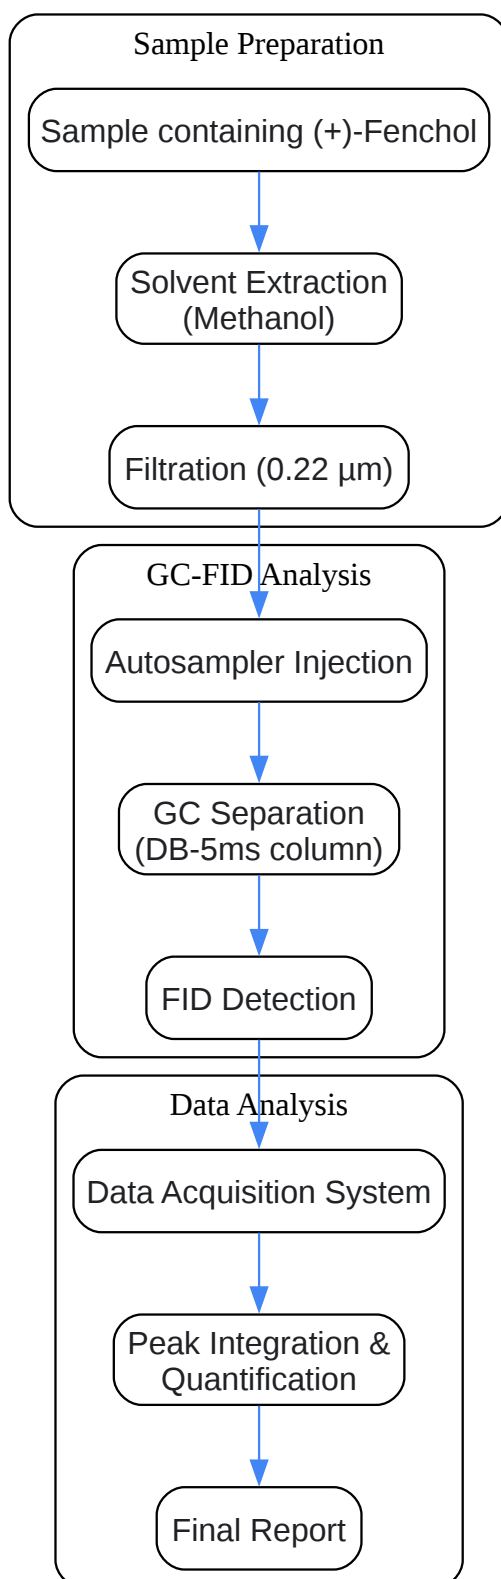 Sample Preparation
Sample containing (+)-Fenchol
Solvent Extraction
(Methanol)
Filtration (0.22 µm)
GC-FID Analysis
Autosampler Injection
GC Separation
(DB-5ms column)
FID Detection
Data Analysis
Data Acquisition System
Peak Integration &
Quantification
Final Report